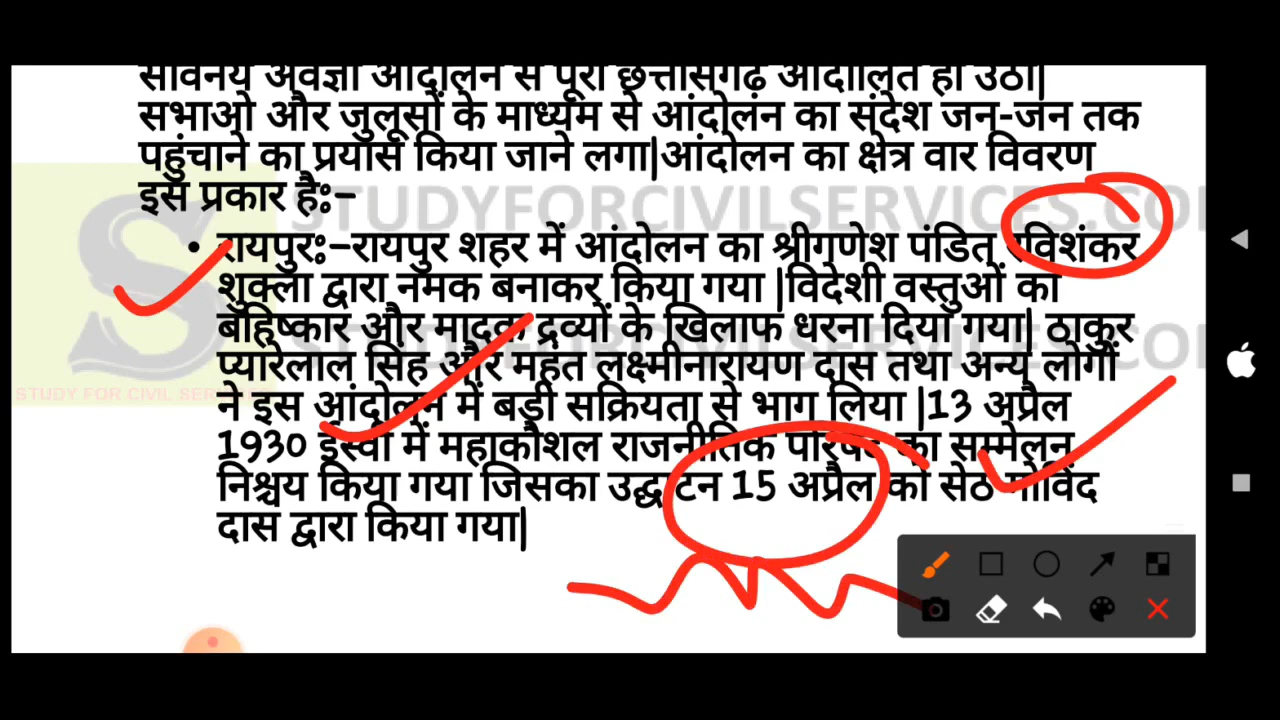 सविनय अवज्ञा आंदोलन से पूरा छत्तीसगढ़ आंदोलित हो उठा|
सभाओ और जुलूसों के माध्यम से आंदोलन का संदेश जन-जन तक
पहुंचाने का प्रयास किया जाने लगा|आंदोलन का क्षेत्र वार विवरण
इस प्रकार हैः–
STUDYFORCIVILSERVICES.CO
• रायपुरः–रायपुर शहर में आंदोलन का श्रीगणेश पंडित रविशंकर
शुक्ला द्वारा नमक बनाकर किया गया |विदेशी वस्तुओं का
बहिष्कार और मादक द्रव्यों के खिलाफ धरना दिया गया| ठाकुर
STUDYFORCIVILSERVICES.CO
प्यारेलाल सिंह और महंत लक्ष्मीनारायण दास तथा अन्य लोगों
STUDY FOR CIVIL SERVICES
ने इस आंदोलन में बड़ी सक्रियता से भाग लिया |13 अप्रैल
1930 ईस्वी में महाकौशल राजनीतिक परिषद का सम्मेलन
निश्चय किया गया जिसका उद्घाटन 15 अप्रैल को सेठ गोविंद
दास द्वारा किया गया|